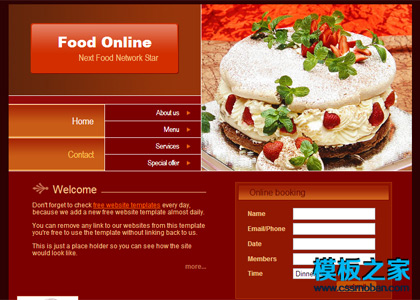 Food Online
Next Food Network Star
Home
About us
Menu
Contact
Services
Special offer
Welcome
Don't forget to check free website templates every day,
because we add a new free website template almost daily.
You can remove any link to our websites from this template
you're free to use the template without linking back to us.
This is just a place holder so you can see how the site
would look like.
more...
Online booking
Name
Email/Phone
Date
Members
Time
Dinne
模板之家
www.cssmoban.com